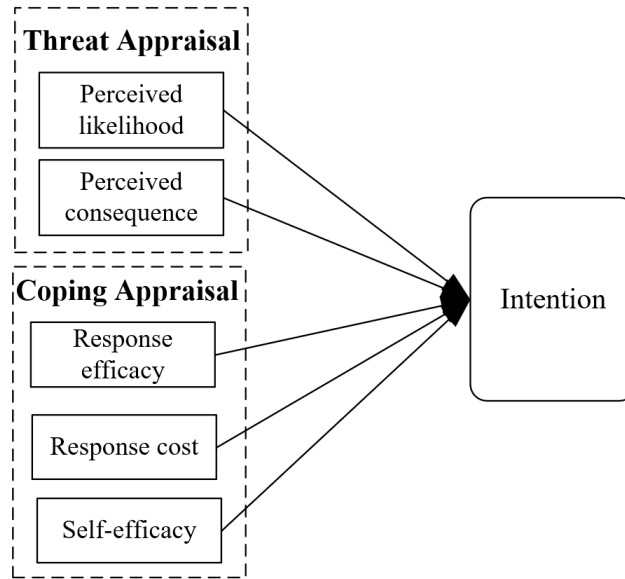 Threat Appraisal
Perceived
likelihood
Perceived
consequence
Coping Appraisal
Response
efficacy
Response cost
Self-efficacy
Intention